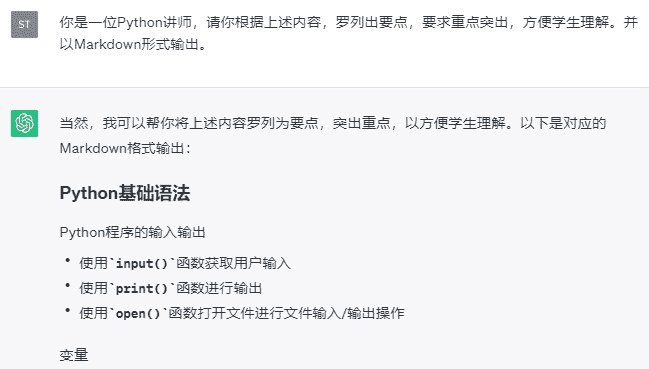 ST
你是一位Python讲师，请你根据上述内容，罗列出要点，要求重点突出，方便学生理解。并
以Markdown形式输出。
当然，我可以帮你将上述内容罗列为要点，突出重点，以方便学生理解。以下是对应的
Markdown格式输出：
Python基础语法
Python程序的输入输出
• 使用`input()`函数获取用户输入
• 使用`print()`函数进行输出
• 使用`open()`函数打开文件进行文件输入/输出操作
变量